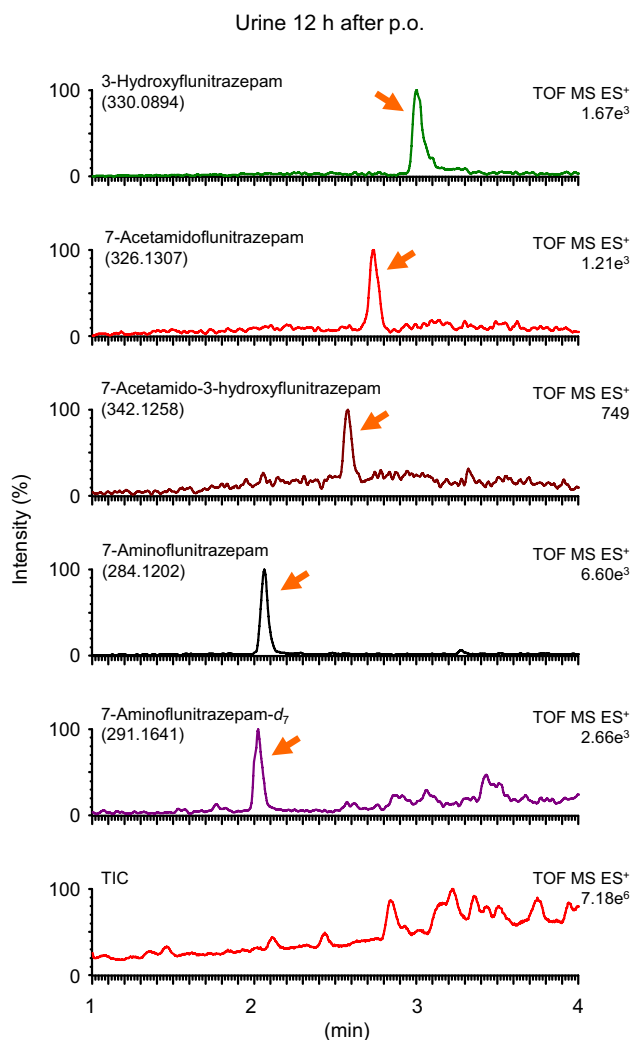 Urine 12 h after p.o.
3-Hydroxyflunitrazepam
(330.0894)
TOF MS ES⁺
1.67e³
100
0
7-Acetamidoflunitrazepam
(326.1307)
TOF MS ES⁺
1.21e³
100
0
7-Acetamido-3-hydroxyflunitrazepam
(342.1258)
TOF MS ES⁺
749
100
0
Intensity (%)
7-Aminoflunitrazepam
(284.1202)
TOF MS ES⁺
6.60e³
100
0
7-Aminoflunitrazepam-d₇
(291.1641)
TOF MS ES⁺
2.66e³
100
0
TIC
TOF MS ES⁺
7.18e⁶
100
0
1 2 3 4
(min)